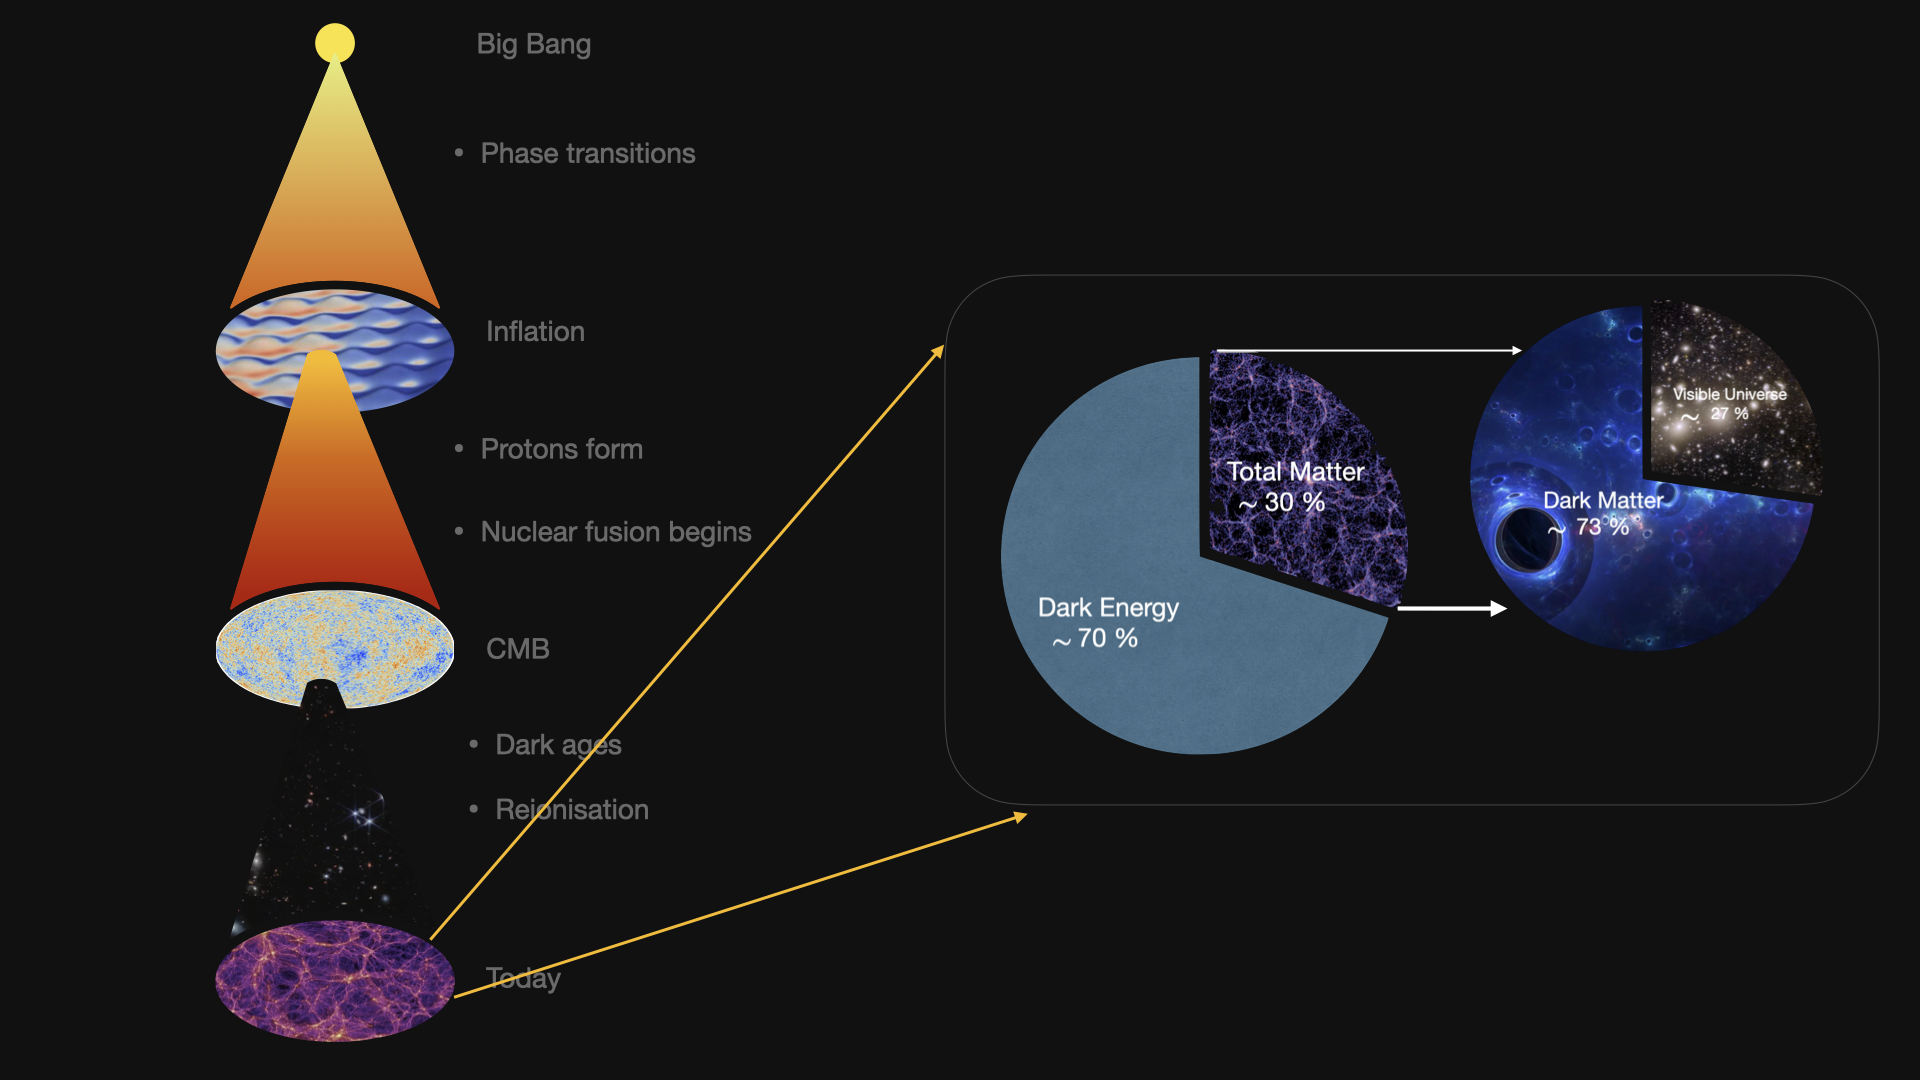 Big Bang
• Phase transitions
Inflation
• Protons form
• Nuclear fusion begins
CMB
• Dark ages
• Reionisation
Today
Dark Energy
~ 70 %
Total Matter
~ 30 %
Dark Matter
~ 73 %
Visible Universe
~ 27 %